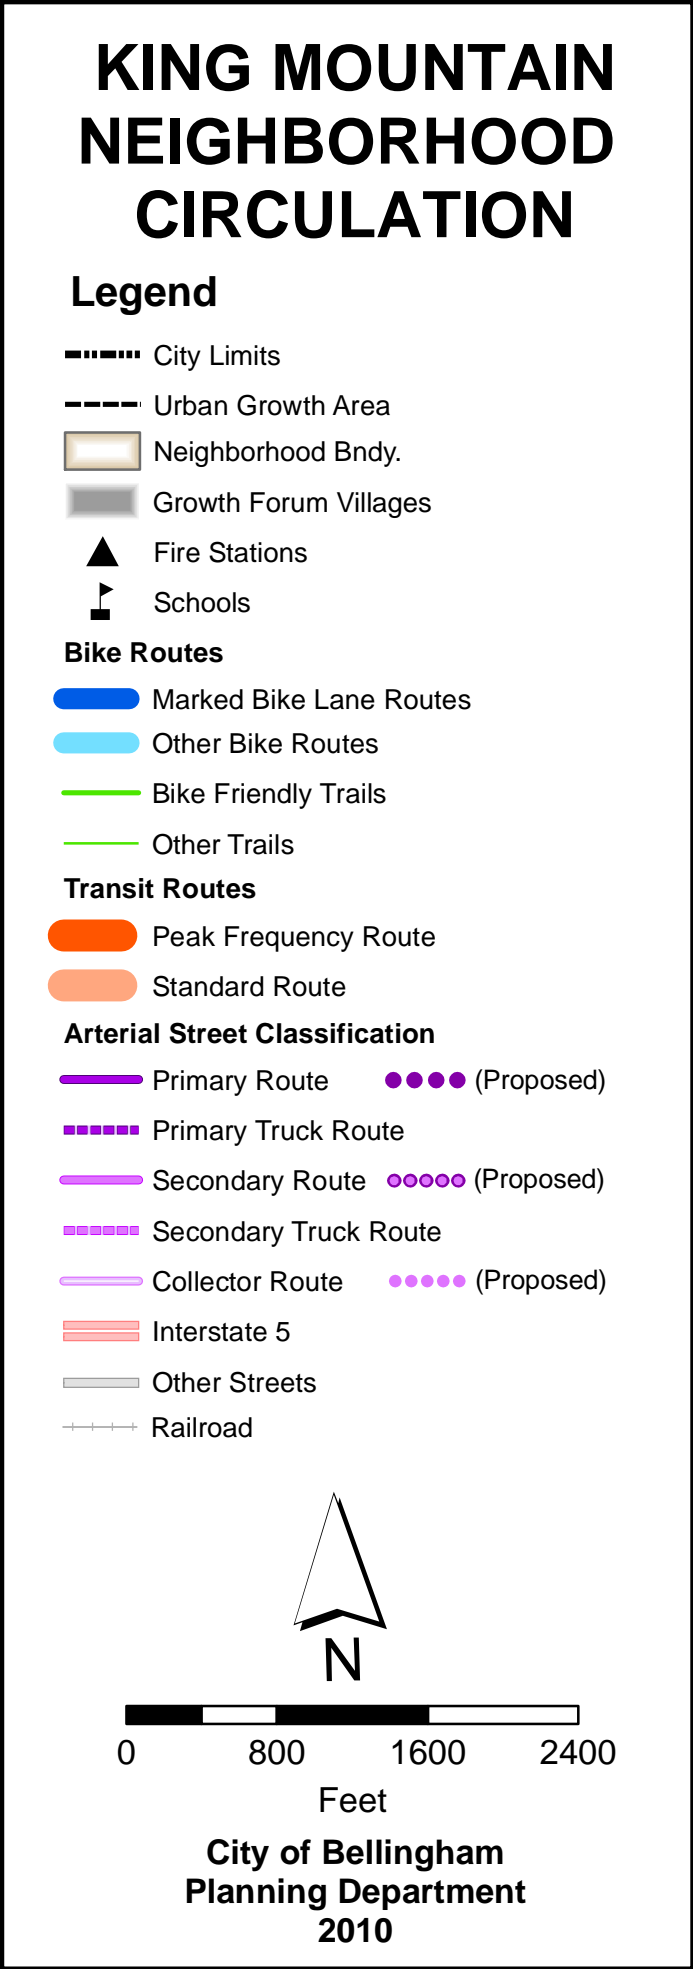 KING MOUNTAIN
NEIGHBORHOOD
CIRCULATION
Legend
City Limits
Urban Growth Area
Neighborhood Bndy.
Growth Forum Villages
Fire Stations
Schools
Bike Routes
Marked Bike Lane Routes
Other Bike Routes
Bike Friendly Trails
Other Trails
Transit Routes
Peak Frequency Route
Standard Route
Arterial Street Classification
Primary Route (Proposed)
Primary Truck Route
Secondary Route (Proposed)
Secondary Truck Route
Collector Route (Proposed)
Interstate 5
Other Streets
Railroad
N
0 800 1600 2400
Feet
City of Bellingham
Planning Department
2010